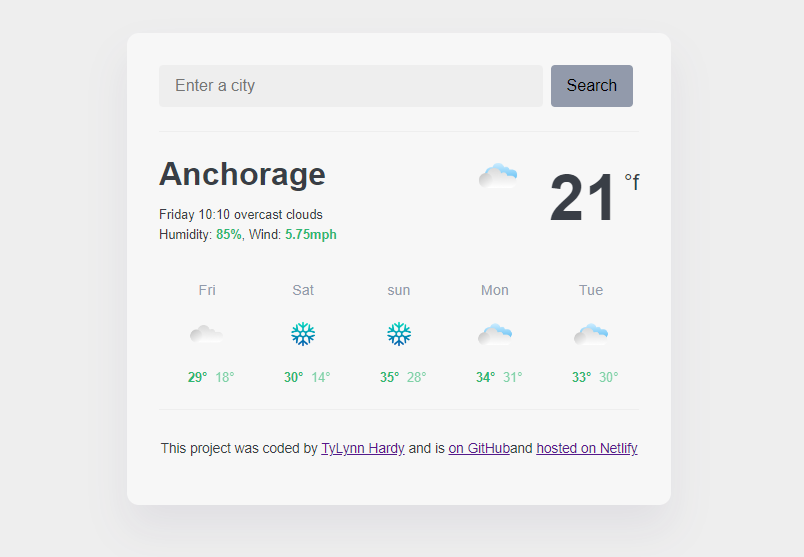 Enter a city Search
Anchorage 21 °f
Friday 10:10 overcast clouds
Humidity: 85%, Wind: 5.75mph
Fri Sat sun Mon Tue
29° 18° 30° 14° 35° 28° 34° 31° 33° 30°
This project was coded by TyLynn Hardy and is on GitHuband hosted on Netlify